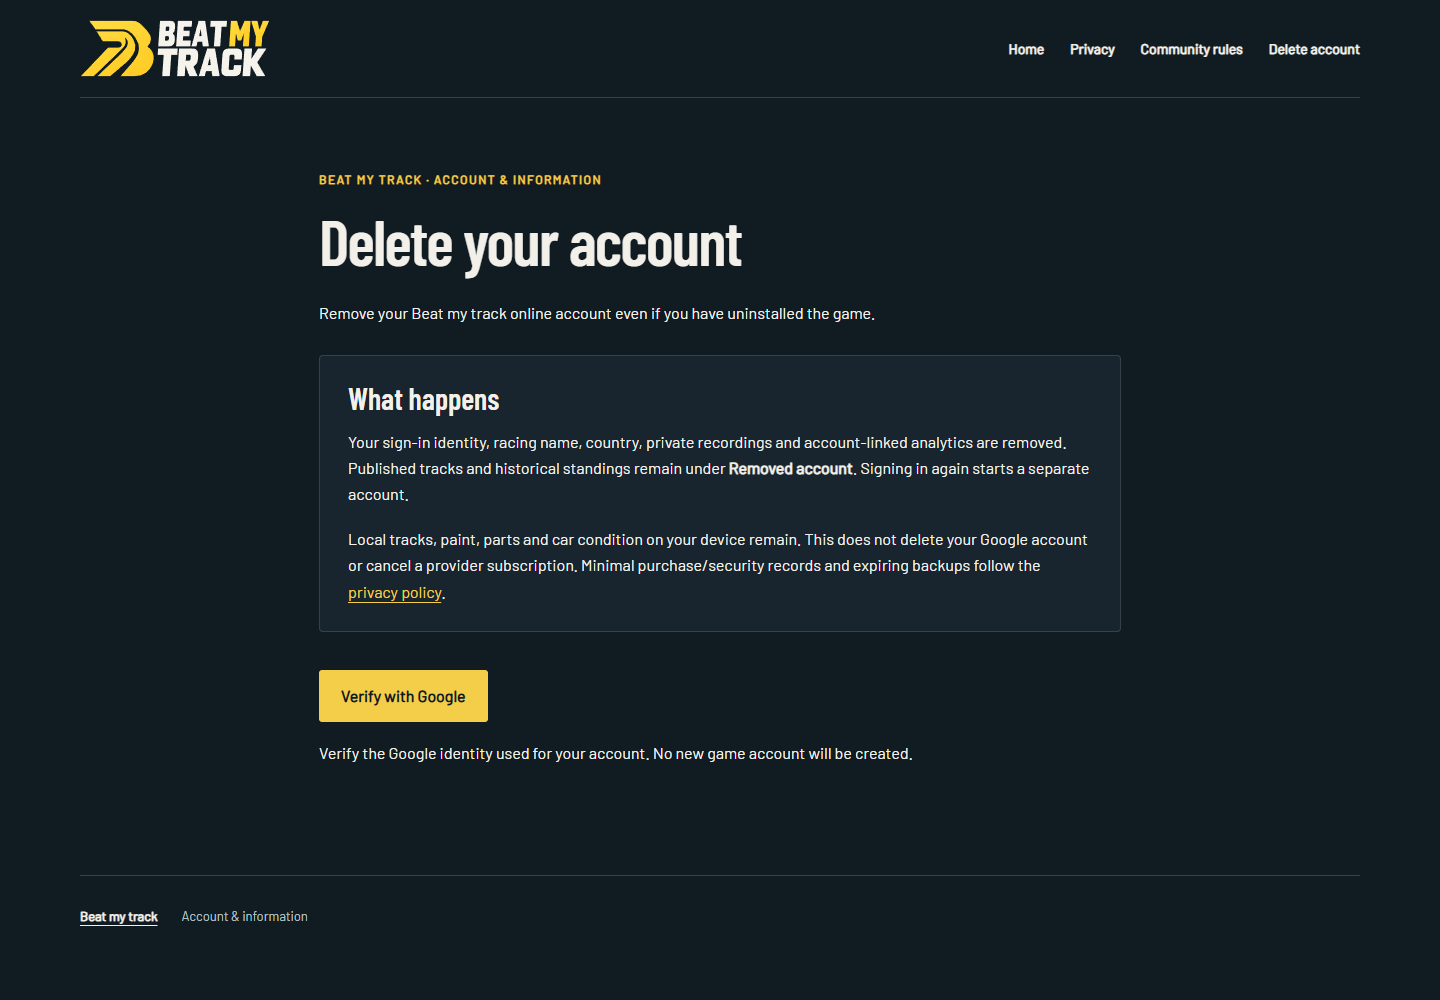 BEAT MY
TRACK
Home
Privacy
Community rules
Delete account
BEAT MY TRACK · ACCOUNT & INFORMATION
Delete your account
Remove your Beat my track online account even if you have uninstalled the game.
What happens
Your sign-in identity, racing name, country, private recordings and account-linked analytics are removed.
Published tracks and historical standings remain under Removed account. Signing in again starts a separate
account.
Local tracks, paint, parts and car condition on your device remain. This does not delete your Google account
or cancel a provider subscription. Minimal purchase/security records and expiring backups follow the
privacy policy.
Verify with Google
Verify the Google identity used for your account. No new game account will be created.
Beat my track
Account & information